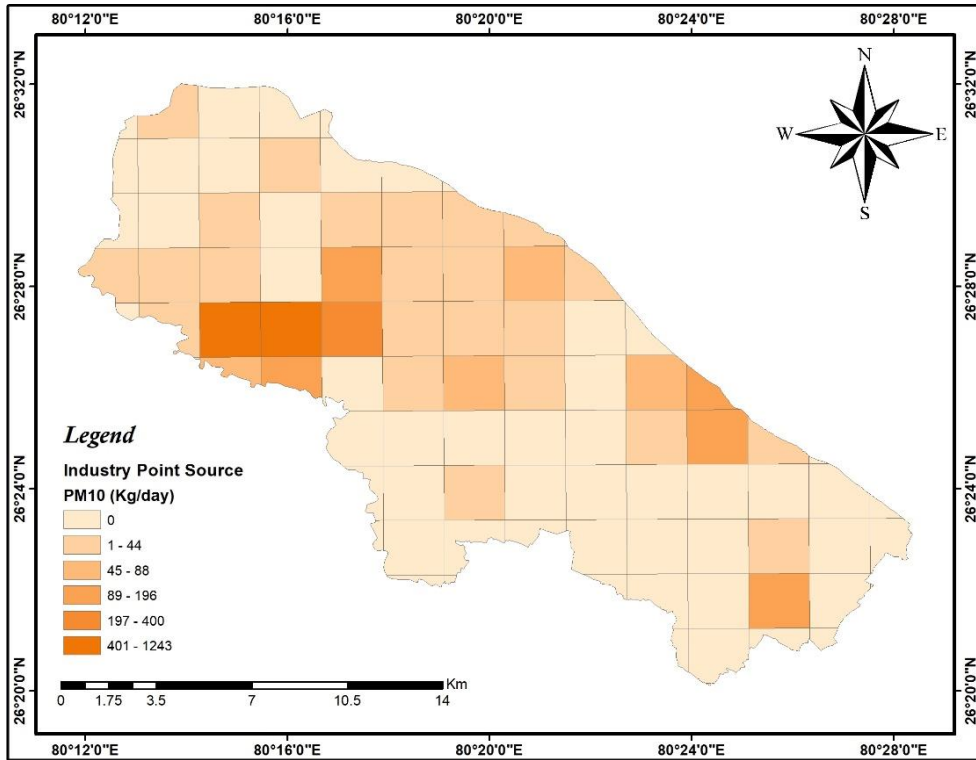 80°12'0"E 80°16'0"E 80°20'0"E 80°24'0"E 80°28'0"E
26°32'0"N 26°32'0"N
N
W E
S
26°28'0"N 26°28'0"N
Legend
Industry Point Source
PM10 (Kg/day)
0
1 - 44
45 - 88
89 - 196
197 - 400
401 - 1243
26°24'0"N 26°24'0"N
Km
0 1.75 3.5 7 10.5 14
26°20'0"N 26°20'0"N
80°12'0"E 80°16'0"E 80°20'0"E 80°24'0"E 80°28'0"E